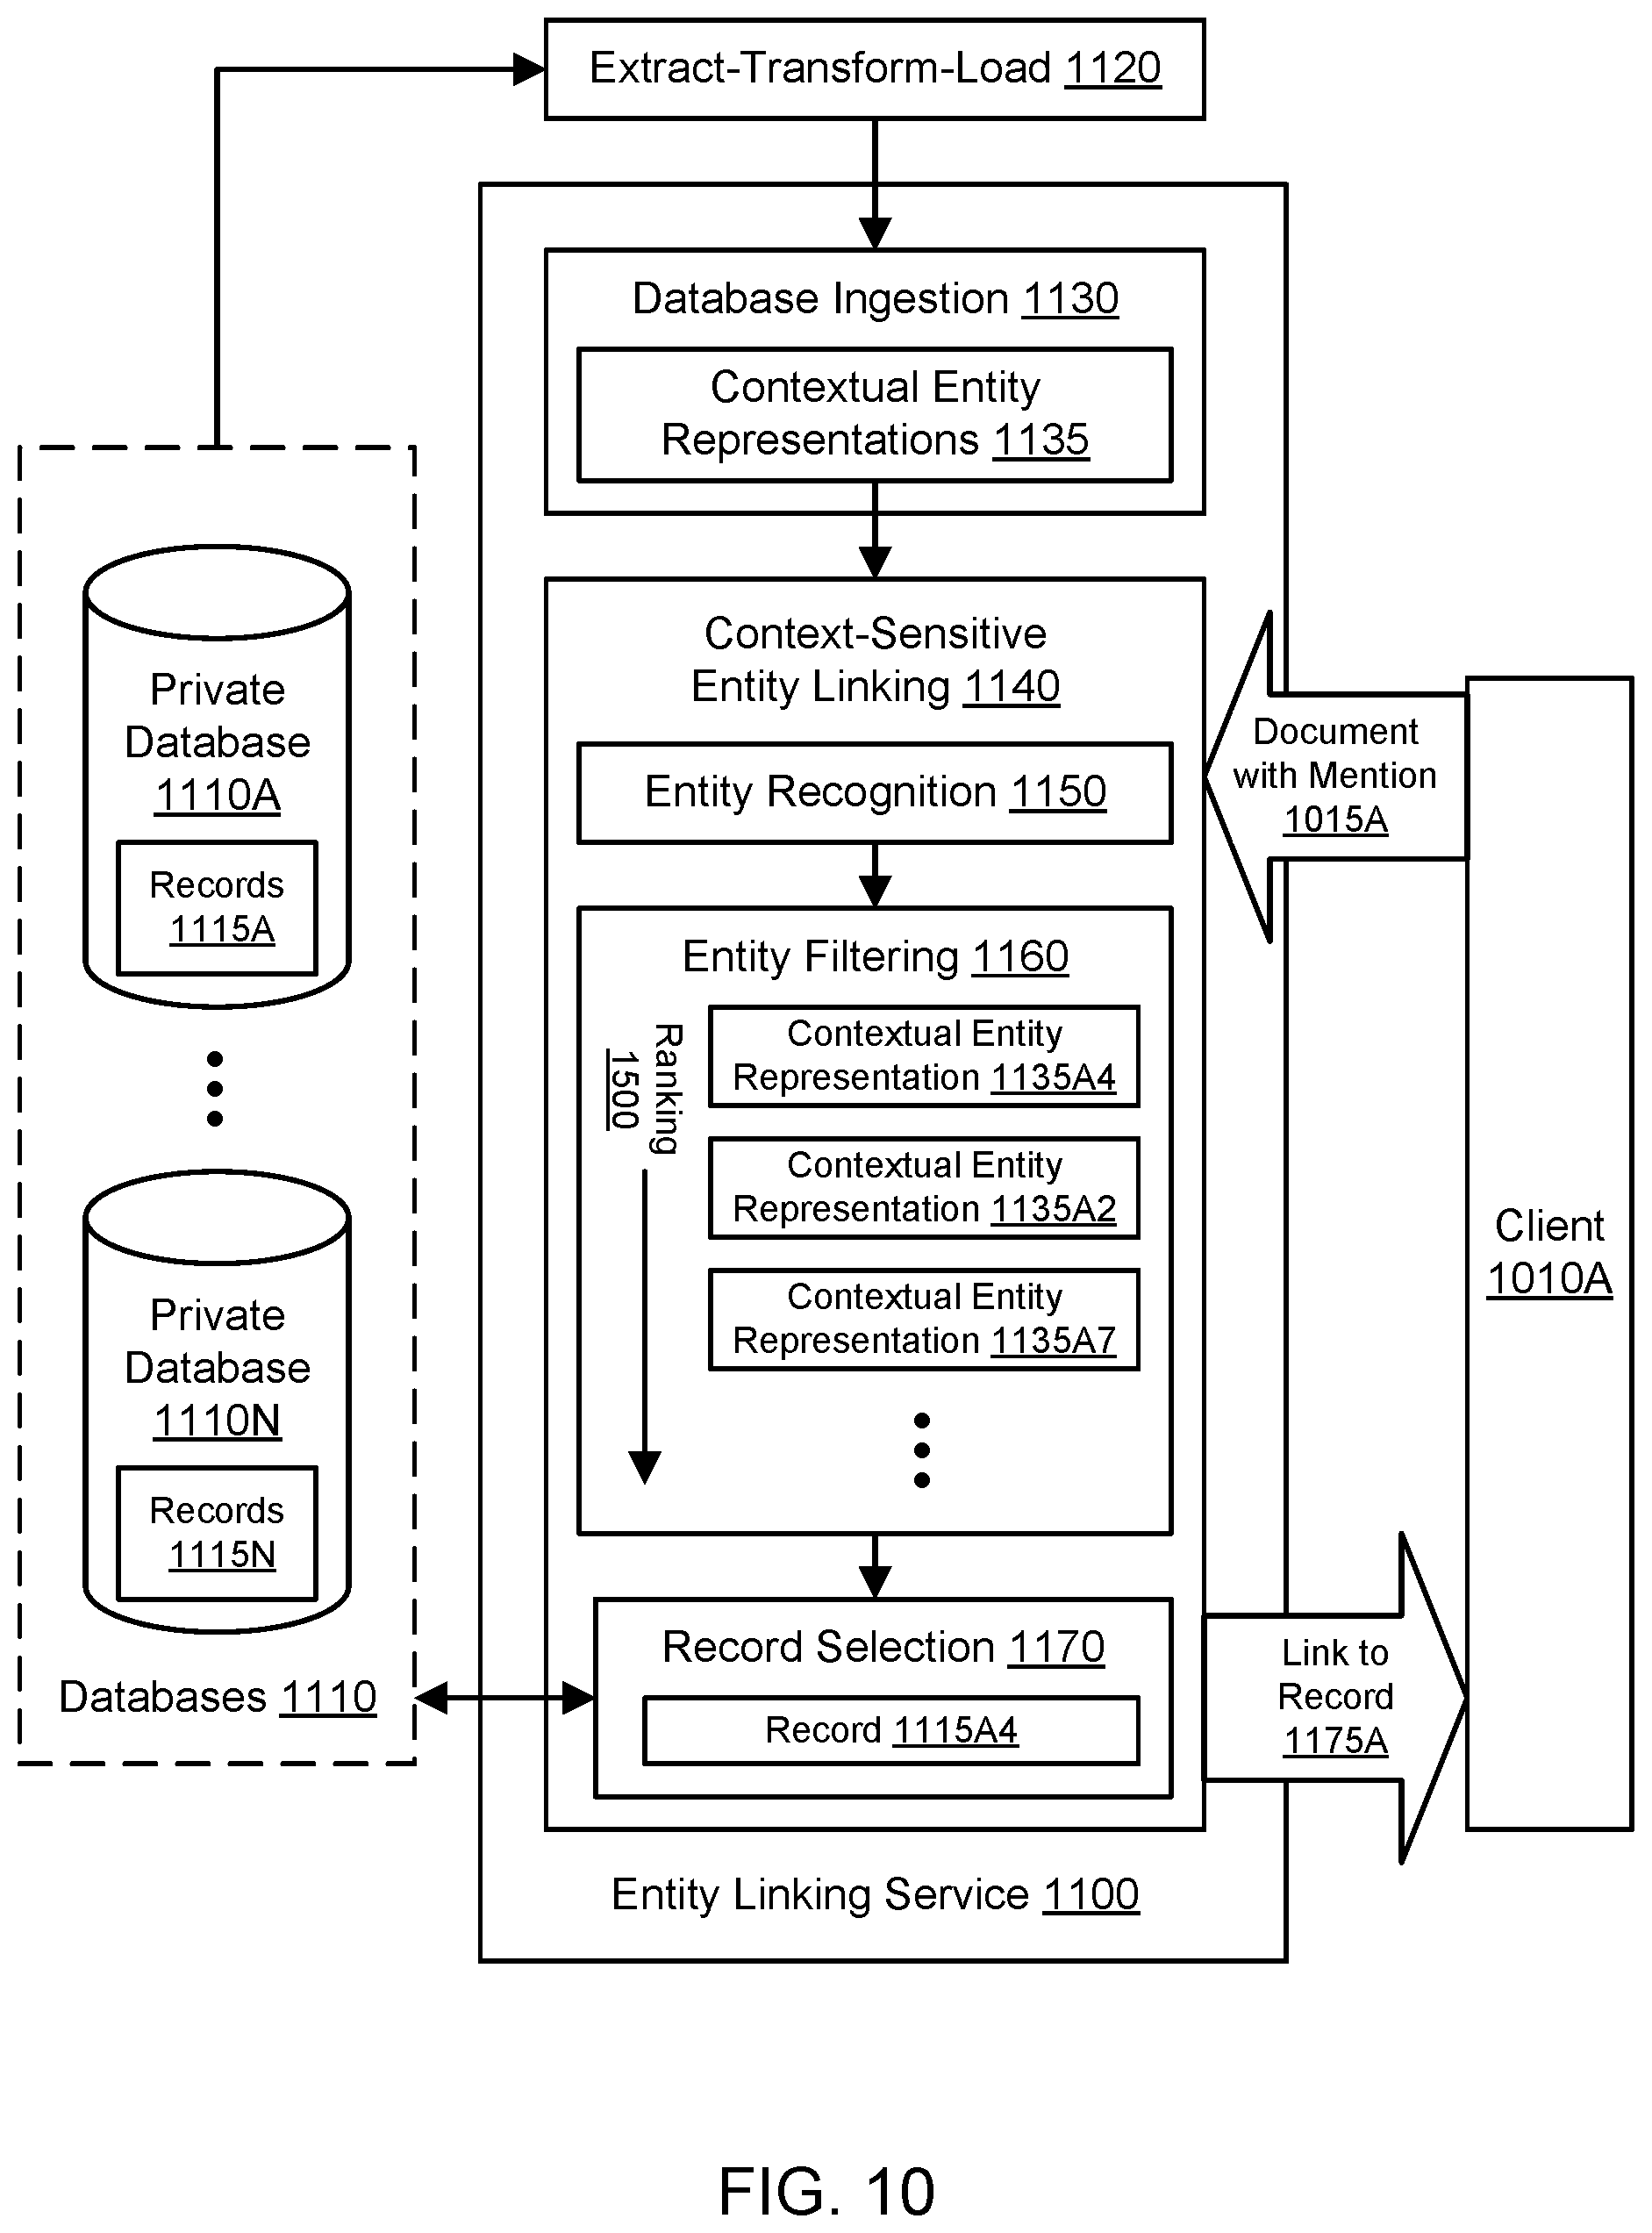 Extract-Transform-Load 1120
Database Ingestion 1130
Contextual Entity
Representations 1135
Context-Sensitive
Entity Linking 1140
Entity Recognition 1150
Entity Filtering 1160
Ranking
1500
Contextual Entity
Representation 1135A4
Contextual Entity
Representation 1135A2
Contextual Entity
Representation 1135A7
Record Selection 1170
Record 1115A4
Entity Linking Service 1100
Private
Database
1110A
Records
1115A
Private
Database
1110N
Records
1115N
Databases 1110
Document
with Mention
1015A
Client
1010A
Link to
Record
1175A
FIG. 10